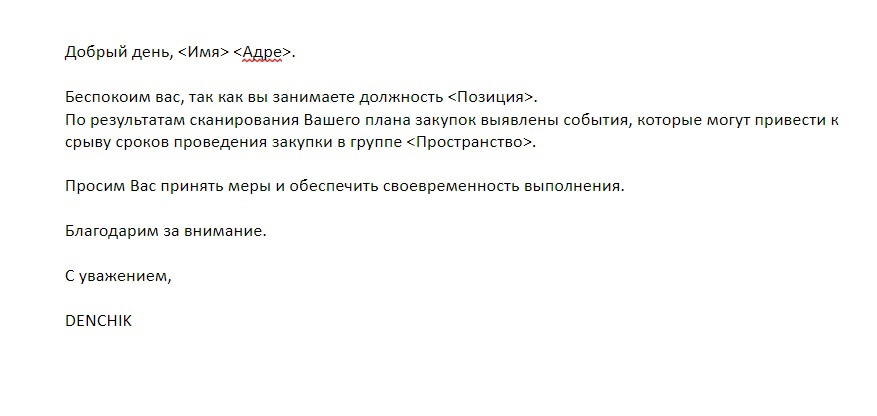 Добрый день, <Имя> <Адре>.
Беспокоим вас, так как вы занимаете должность <Позиция>.
По результатам сканирования Вашего плана закупок выявлены события, которые могут привести к
срыву сроков проведения закупки в группе <Пространство>.
Просим Вас принять меры и обеспечить своевременность выполнения.
Благодарим за внимание.
С уважением,
DENCHIK